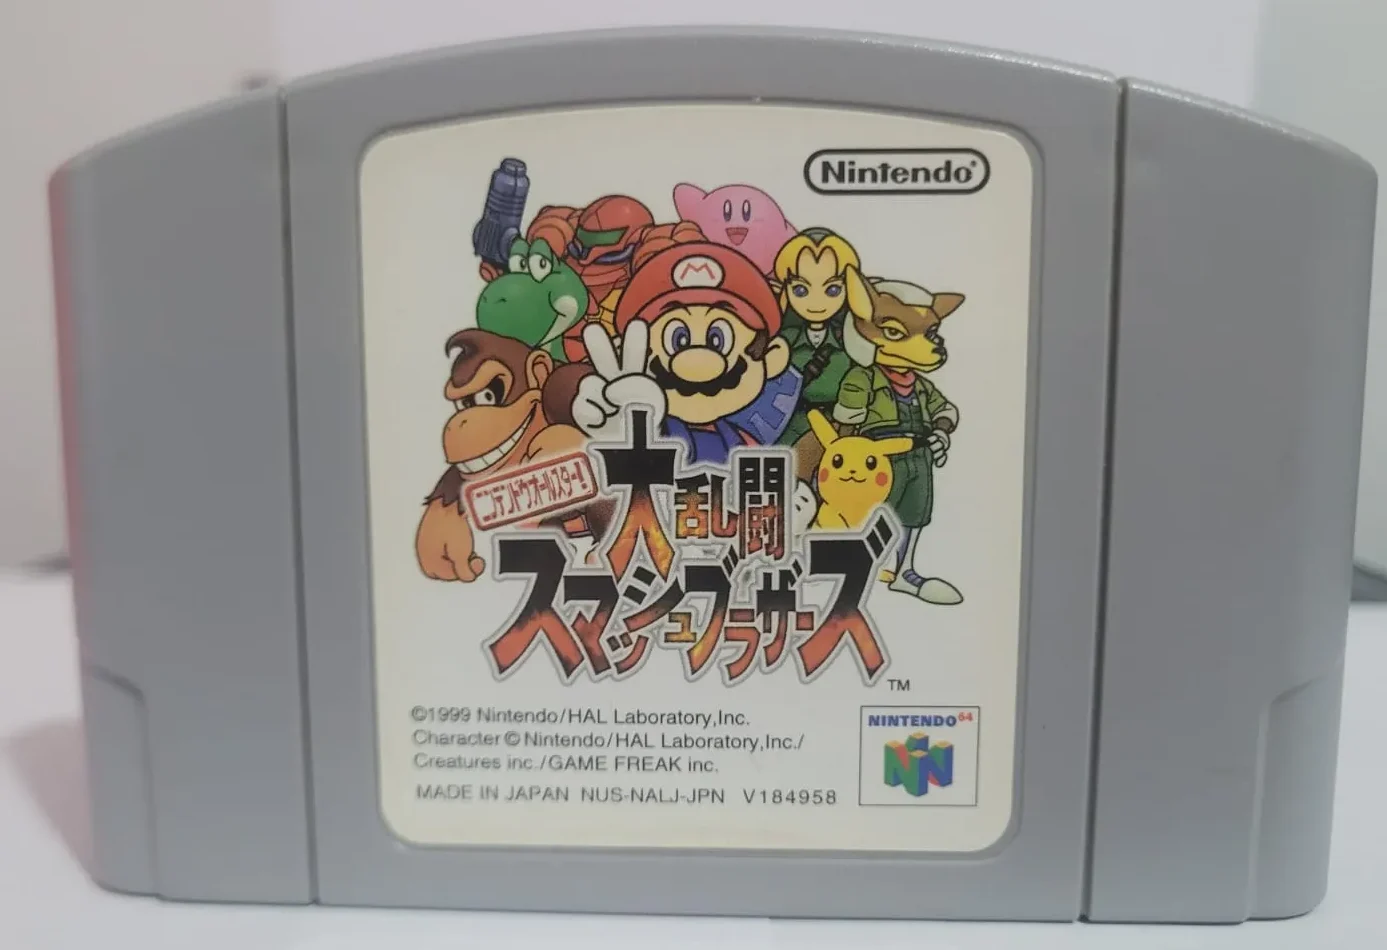 Nintendo®
M
ニンテンドウオールスター!
大乱闘
スマッシュブラザーズ
TM
©1999 Nintendo/HAL Laboratory,Inc.
Character © Nintendo/HAL Laboratory,Inc./
Creatures inc./GAME FREAK inc.
MADE IN JAPAN NUS-NALJ-JPN V184958
NINTENDO64